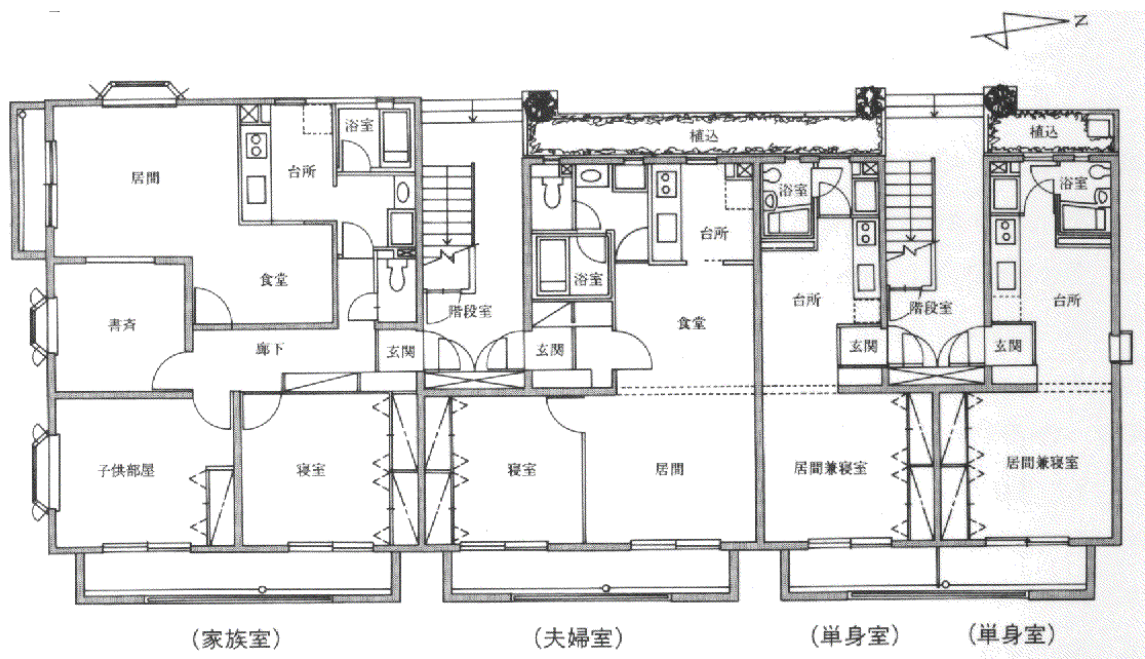 N
浴室
台所
居間
食堂
書斉
廊下
玄関
階段室
子供部屋
寝室
植込
台所
浴室
食堂
玄関
寝室
居間
浴室
台所
玄関
居間兼寝室
階段室
植込
浴室
台所
玄関
居間兼寝室
(家族室)
(夫婦室)
(単身室)
(単身室)